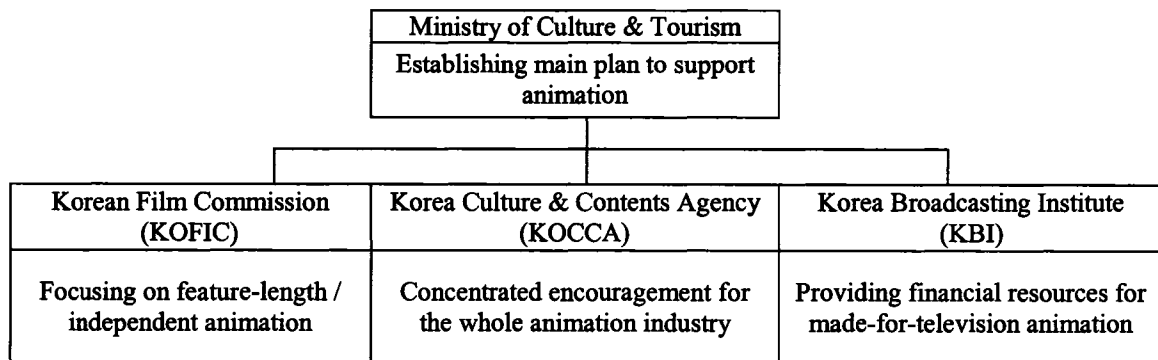 Ministry of Culture & Tourism
Establishing main plan to support
animation
Korean Film Commission
(KOFIC)
Focusing on feature-length /
independent animation
Korea Culture & Contents Agency
(KOCCA)
Concentrated encouragement for
the whole animation industry
Korea Broadcasting Institute
(KBI)
Providing financial resources for
made-for-television animation